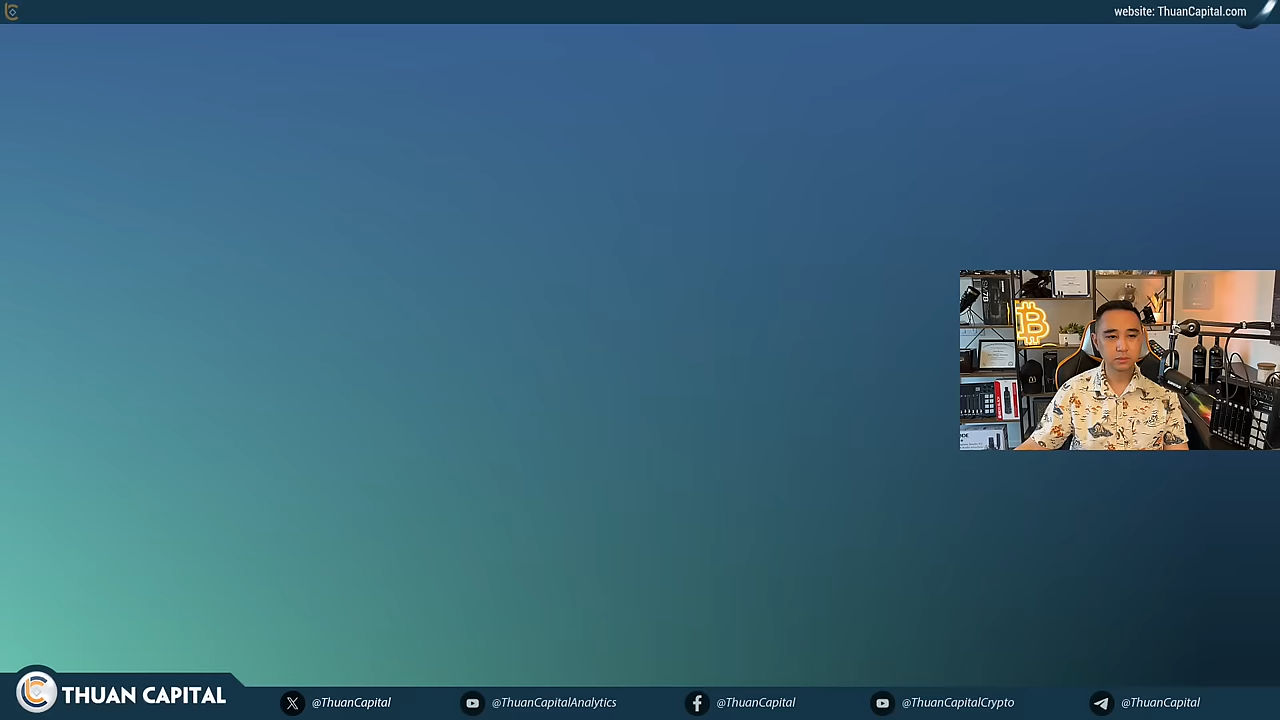 website: ThuanCapital.com
THUAN CAPITAL
@ThuanCapital
@ThuanCapitalAnalytics
@ThuanCapital
@ThuanCapitalCrypto
@ThuanCapital